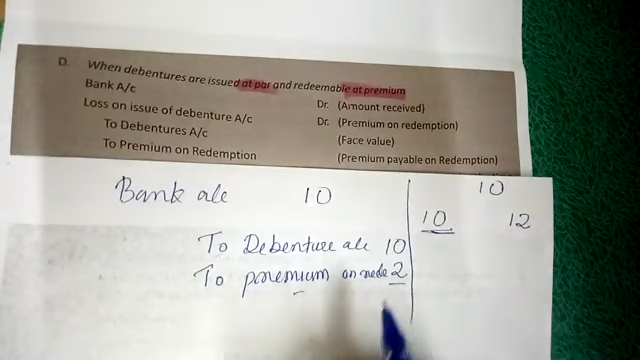 D. When debentures are issued at par and redeemable at premium
Bank A/c Dr. (Amount received)
Loss on issue of debenture A/c Dr. (Premium on redemption)
To Debentures A/c (Face value)
To Premium on Redemption (Premium payable on Redemption)
Bank a/c 10
10
10 12
To Debenture a/c 10
To premium on rede 2